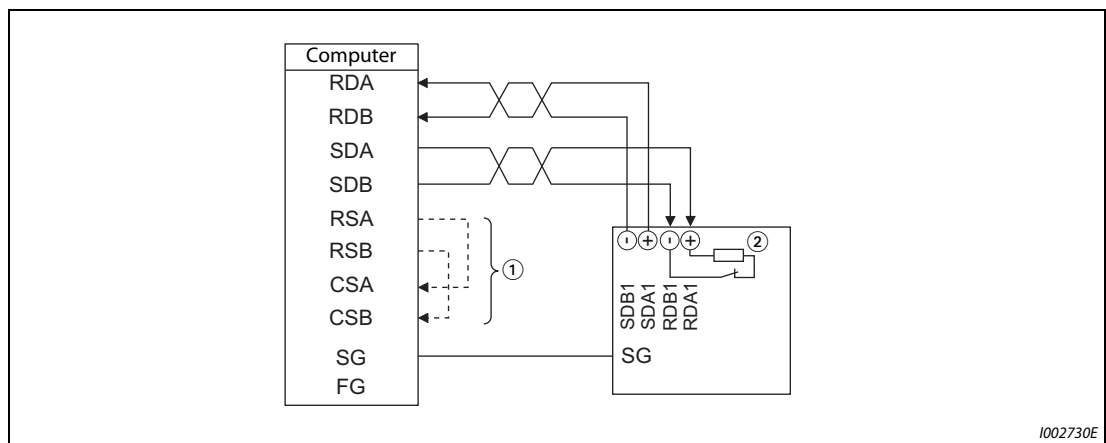 Computer
RDA
RDB
SDA
SDB
RSA
RSB
CSA
CSB
SG
FG
①
- + - +
②
SDB1
SDA1
RDB1
RDA1
SG
I002730E